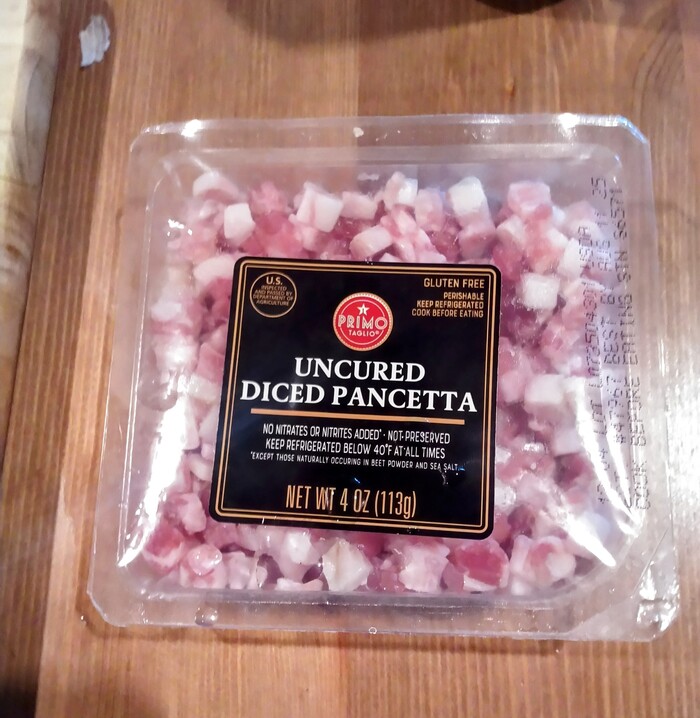 U.S.
INSPECTED
AND PASSED BY
DEPARTMENT OF
AGRICULTURE
GLUTEN FREE
PERISHABLE
KEEP REFRIGERATED
COOK BEFORE EATING
PRIMO
TAGLIO®
UNCURED
DICED PANCETTA
NO NITRATES OR NITRITES ADDED* - NOT-PRESERVED
KEEP REFRIGERATED BELOW 40°F AT ALL TIMES
*EXCEPT THOSE NATURALLY OCCURING IN BEET POWDER AND SEA SALT
NET WT 4 OZ (113g)
BEST
COOK BEFORE EATING